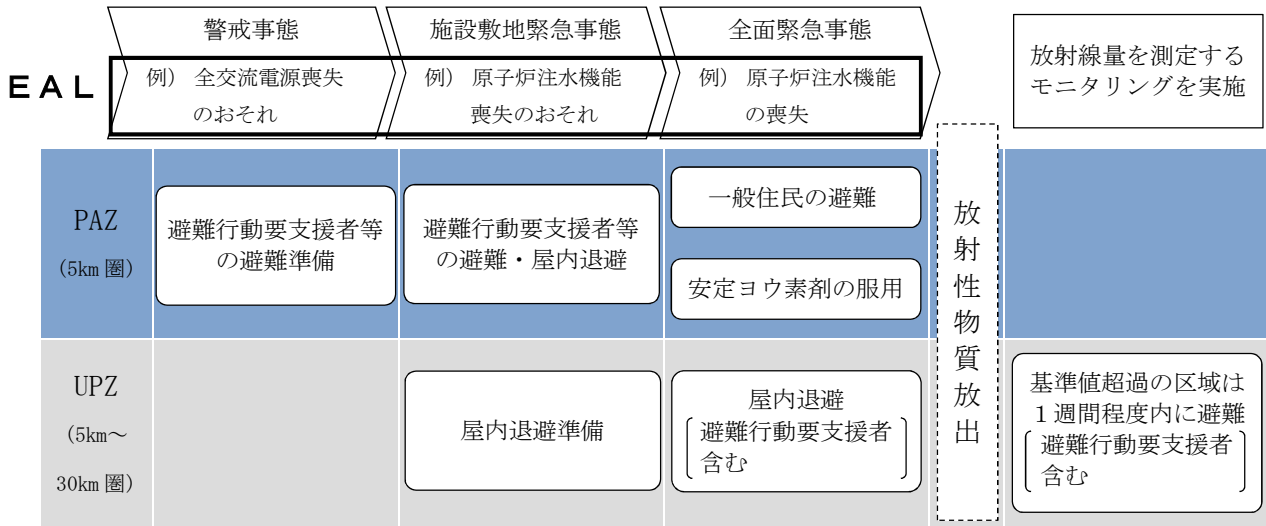 警戒事態
施設敷地緊急事態
全面緊急事態
放射線量を測定する
モニタリングを実施
EAL
例） 全交流電源喪失
のおそれ
例） 原子炉注水機能
喪失のおそれ
例） 原子炉注水機能
の喪失
PAZ
(5km圏)
避難行動要支援者等
の避難準備
避難行動要支援者等
の避難・屋内退避
一般住民の避難
安定ヨウ素剤の服用
放射性物質放出
UPZ
(5km～
30km圏)
屋内退避準備
屋内退避
避難行動要支援者
含む
基準値超過の区域は
１週間程度内に避難
避難行動要支援者
含む